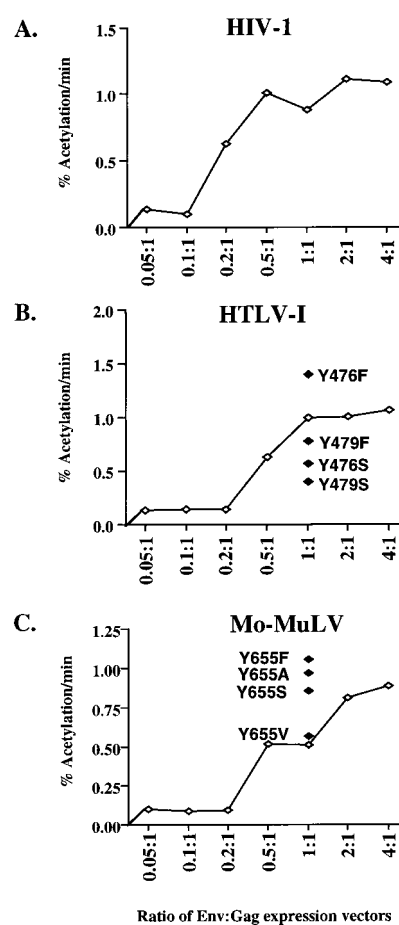 A.
HIV-1
1.5
1.0
0.5
0.0
% Acetylation/min
0.05:1
0.1:1
0.2:1
0.5:1
1:1
2:1
4:1
B.
HTLV-I
2.0
1.5
1.0
0.5
0.0
% Acetylation/min
Y476F
Y479F
Y476S
Y479S
0.05:1
0.1:1
0.2:1
0.5:1
1:1
2:1
4:1
C.
Mo-MuLV
1.25
1.00
0.75
0.50
0.25
0.00
% Acetylation/min
Y655F
Y655A
Y655S
Y655V
0.05:1
0.1:1
0.2:1
0.5:1
1:1
2:1
4:1
Ratio of Env:Gag expression vectors